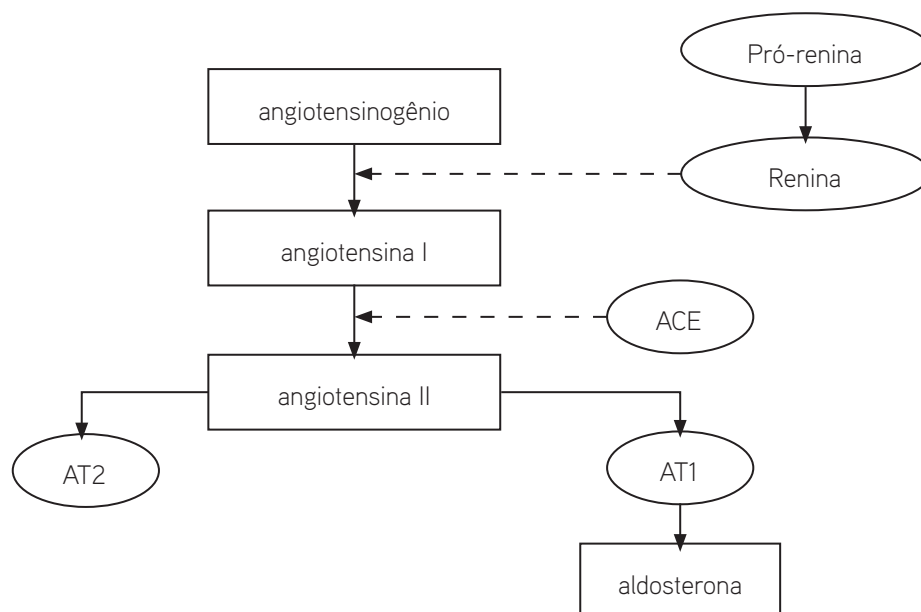 Pró-renina
angiotensinogênio
Renina
angiotensina I
ACE
angiotensina II
AT2
AT1
aldosterona